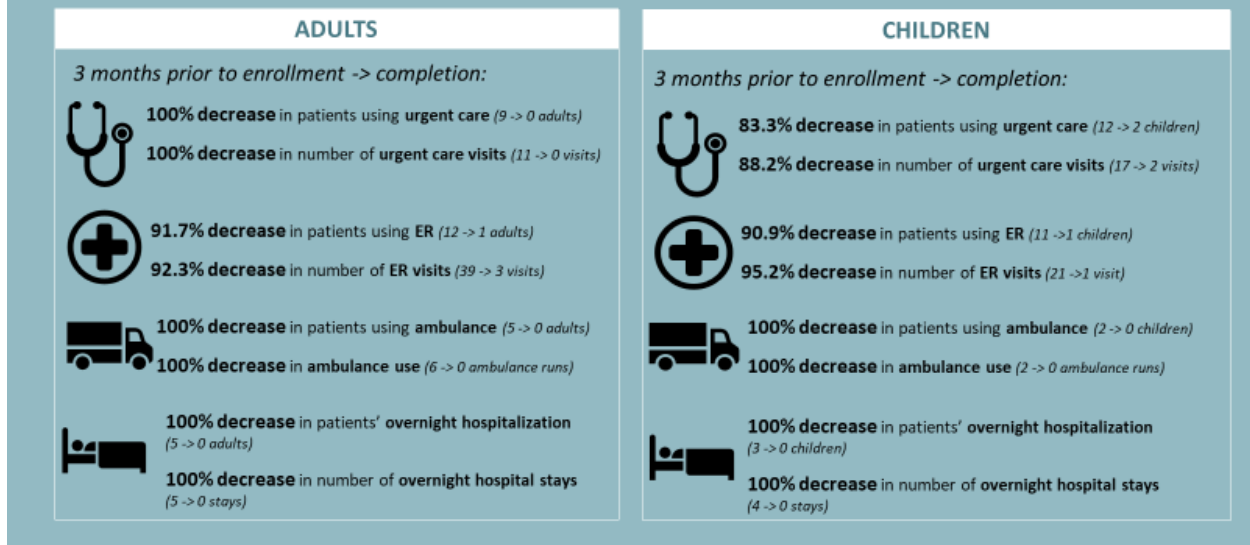 ADULTS
3 months prior to enrollment -> completion:
100% decrease in patients using urgent care (9 -> 0 adults)
100% decrease in number of urgent care visits (11 -> 0 visits)
91.7% decrease in patients using ER (12 -> 1 adults)
92.3% decrease in number of ER visits (39 -> 3 visits)
100% decrease in patients using ambulance (5 -> 0 adults)
100% decrease in ambulance use (6 -> 0 ambulance runs)
100% decrease in patients’ overnight hospitalization
(5 -> 0 adults)
100% decrease in number of overnight hospital stays
(5 -> 0 stays)
CHILDREN
3 months prior to enrollment -> completion:
83.3% decrease in patients using urgent care (12 -> 2 children)
88.2% decrease in number of urgent care visits (17 -> 2 visits)
90.9% decrease in patients using ER (11 ->1 children)
95.2% decrease in number of ER visits (21 ->1 visit)
100% decrease in patients using ambulance (2 -> 0 children)
100% decrease in ambulance use (2 -> 0 ambulance runs)
100% decrease in patients’ overnight hospitalization
(3 -> 0 children)
100% decrease in number of overnight hospital stays
(4 -> 0 stays)